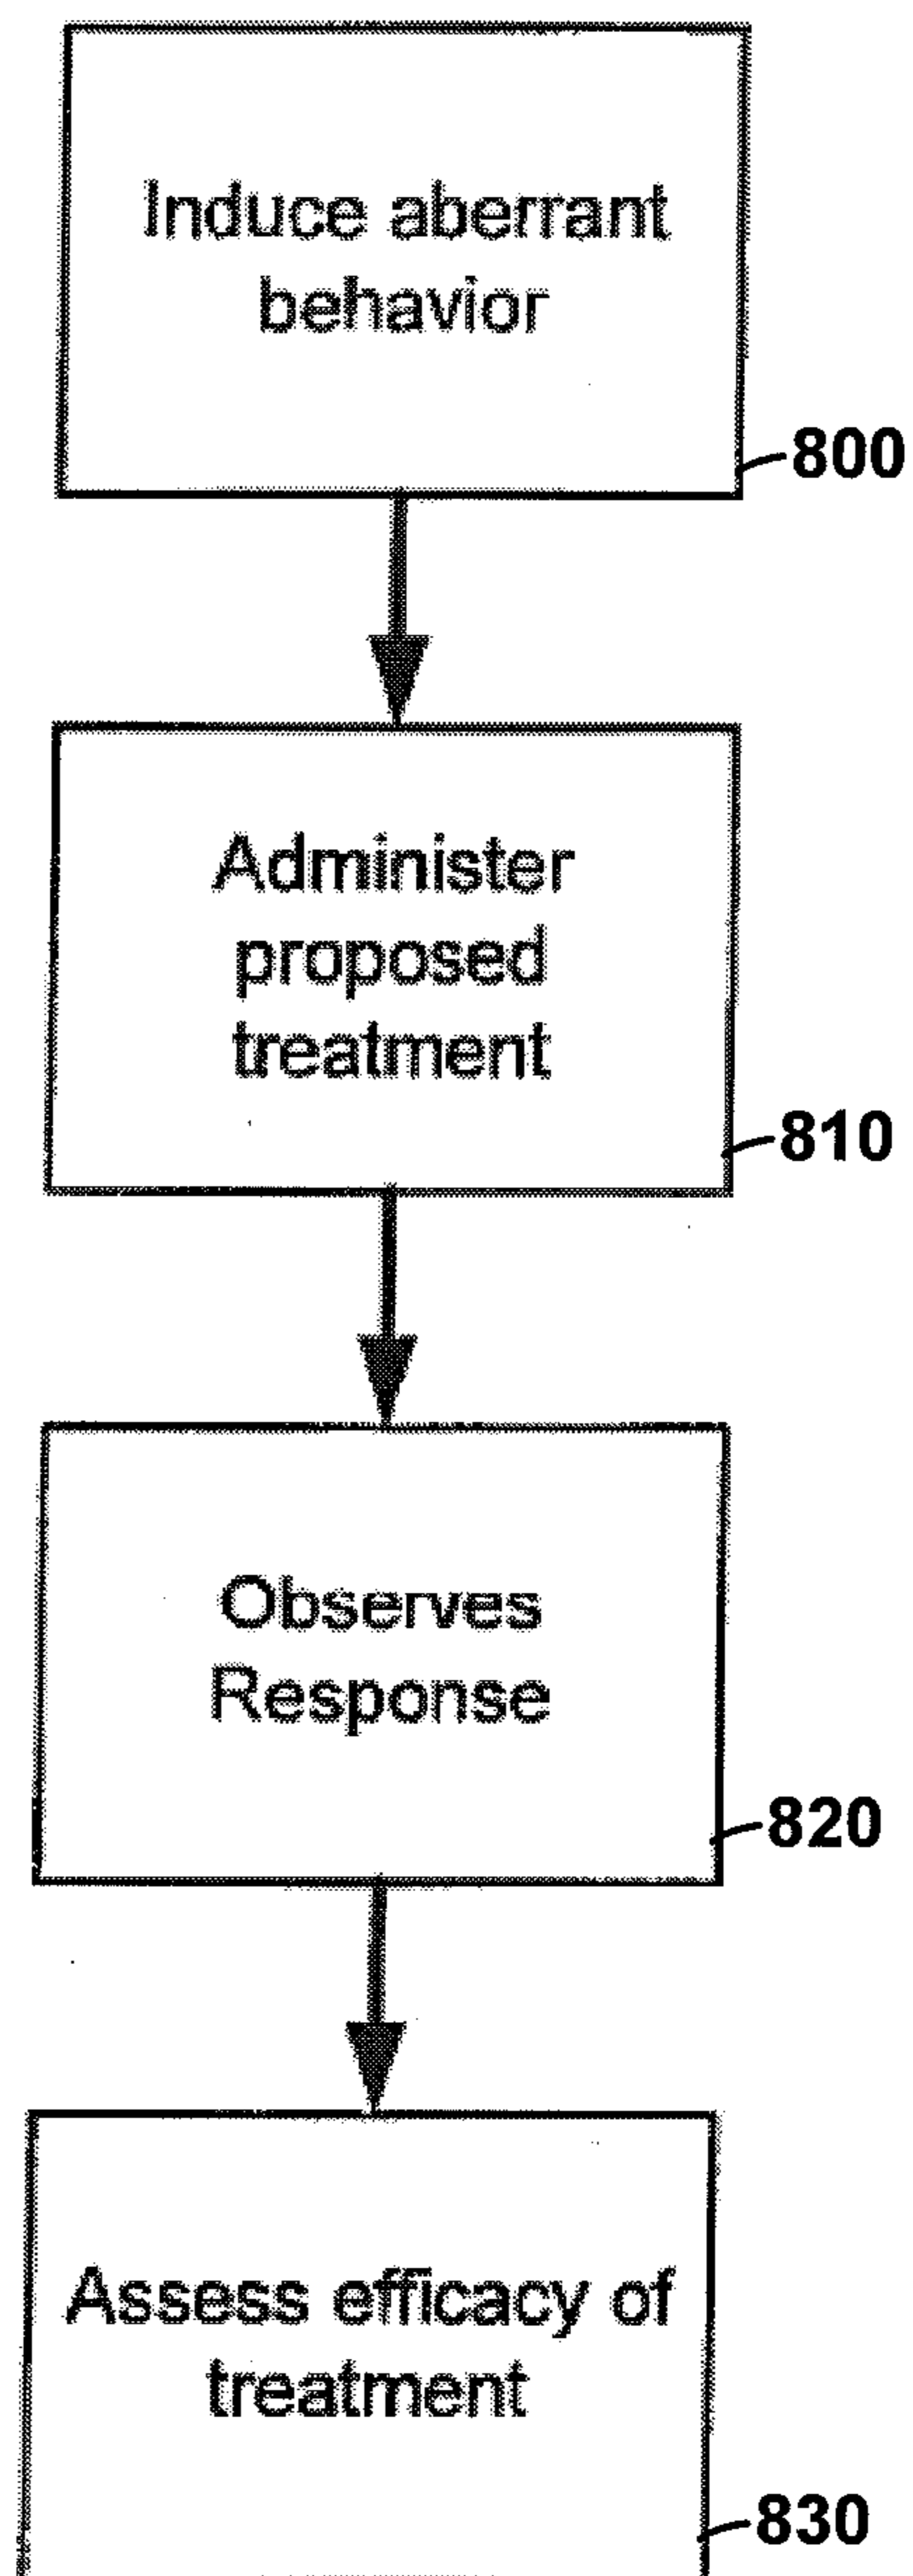 Induce aberrant
behavior
800
Administer
proposed
treatment
810
Observes
Response
820
Assess efficacy of
treatment
830